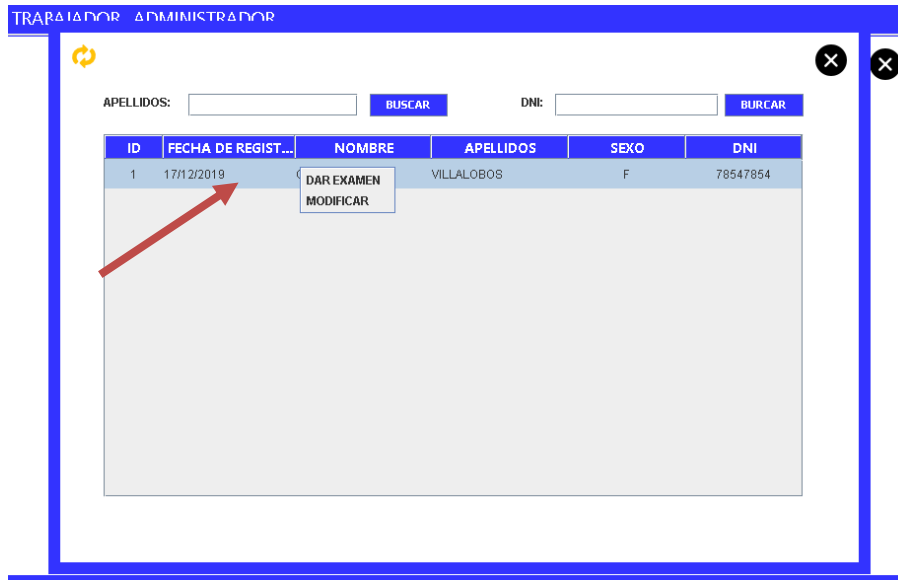 TRABAJADOR ADMINISTRADOR
APELLIDOS: BUSCAR DNI: BURCAR
ID FECHA DE REGIST... NOMBRE APELLIDOS SEXO DNI
1 17/12/2019 VILLALOBOS F 78547854
DAR EXAMEN
MODIFICAR